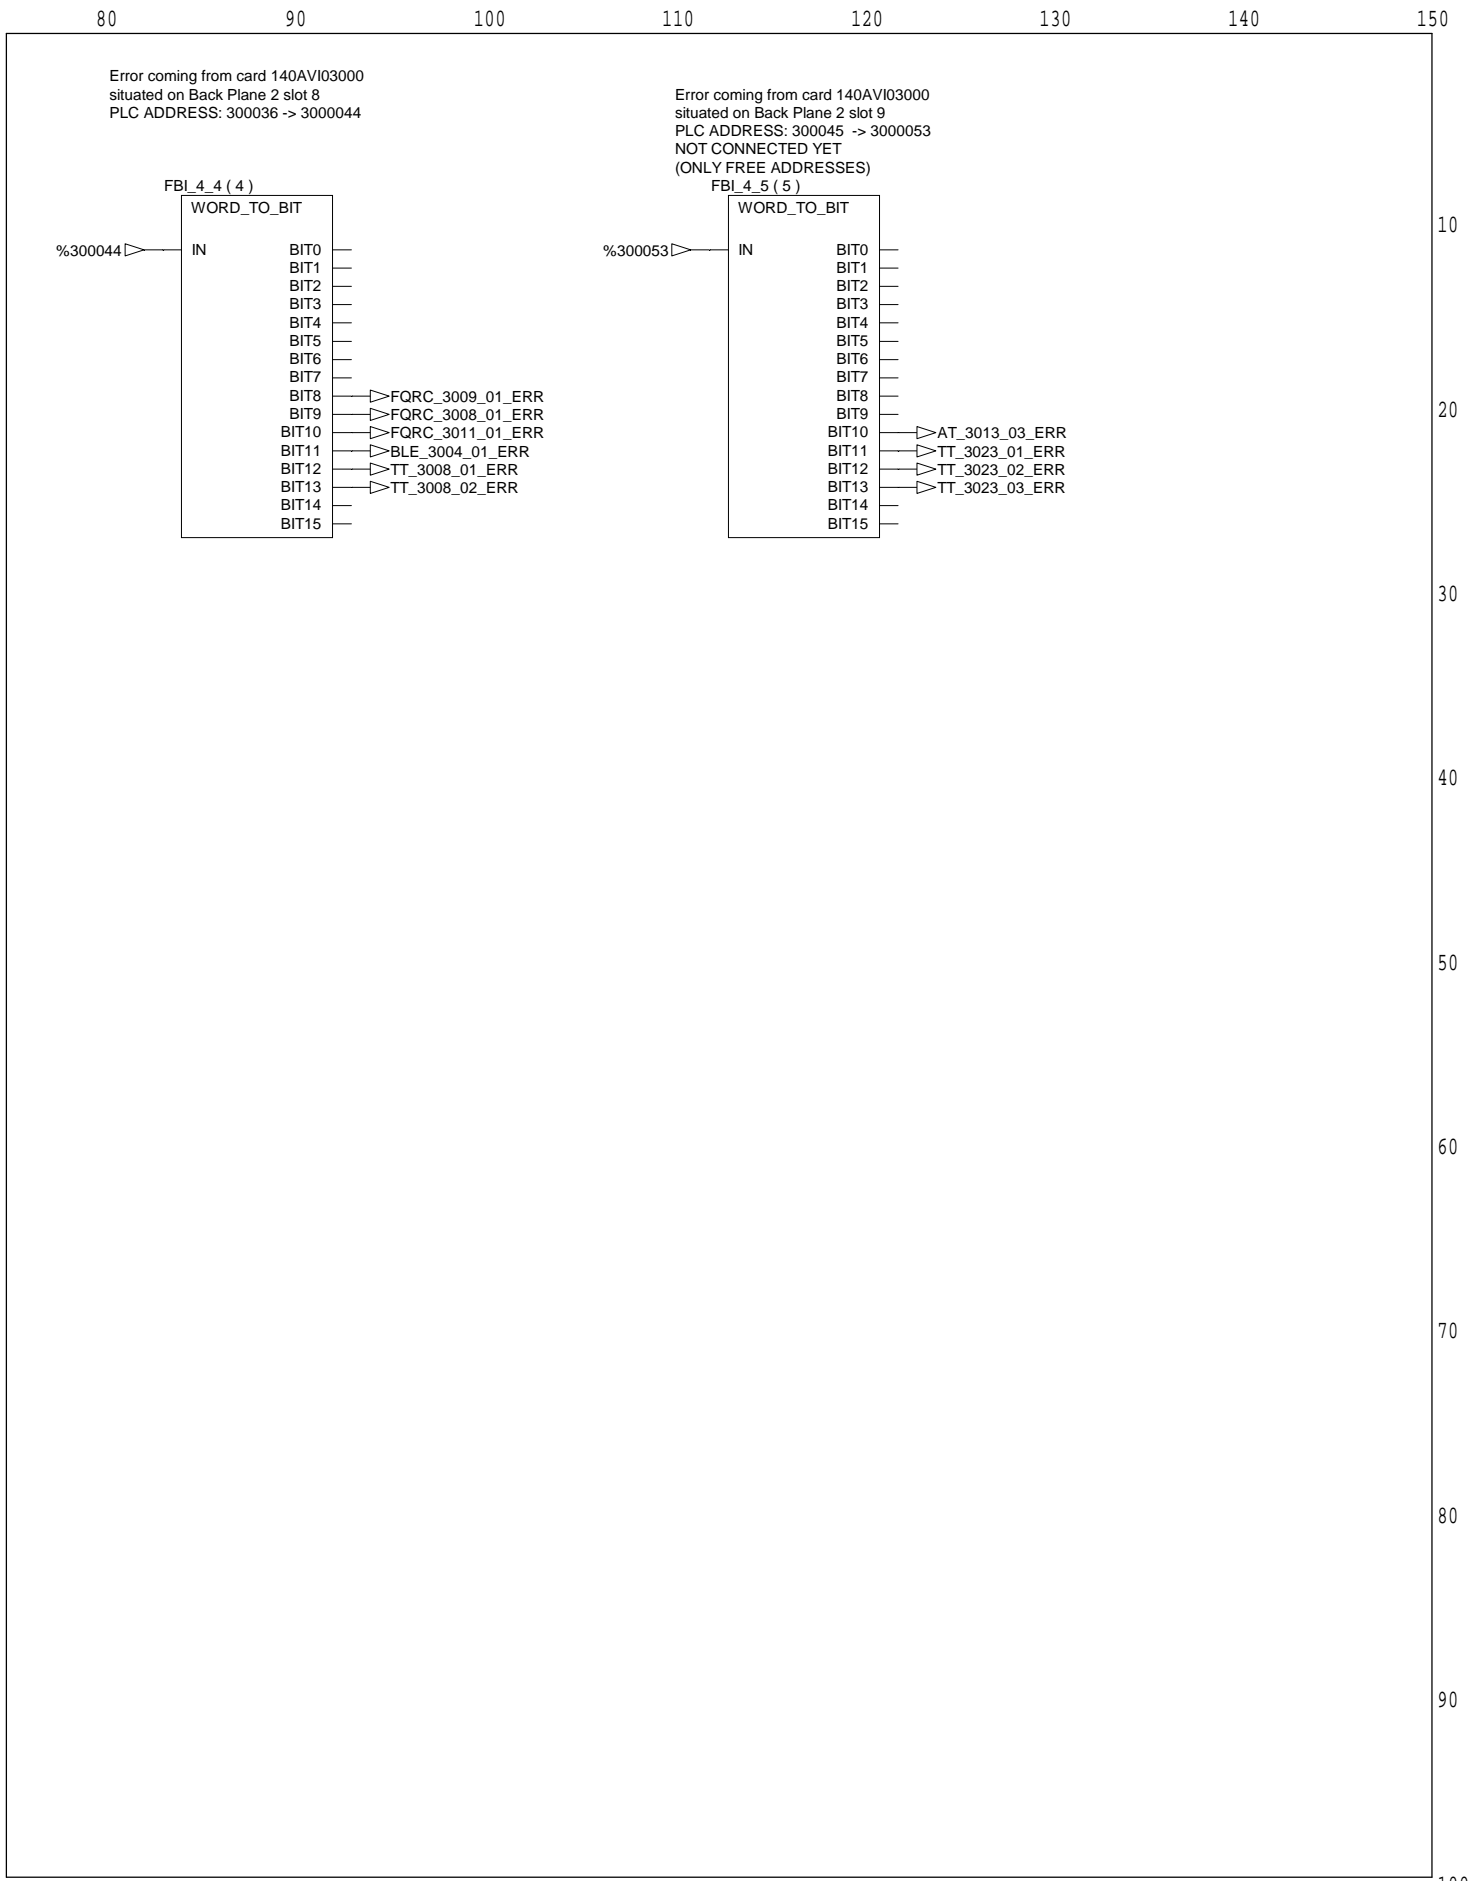 80 90 100 110 120 130 140 150
Error coming from card 140AVI03000
situated on Back Plane 2 slot 8
PLC ADDRESS: 300036 -> 3000044
Error coming from card 140AVI03000
situated on Back Plane 2 slot 9
PLC ADDRESS: 300045 -> 3000053
NOT CONNECTED YET
(ONLY FREE ADDRESSES)
FBI_4_4 ( 4 )
WORD_TO_BIT
%300044 IN BIT0
BIT1
BIT2
BIT3
BIT4
BIT5
BIT6
BIT7
BIT8 FQRC_3009_01_ERR
BIT9 FQRC_3008_01_ERR
BIT10 FQRC_3011_01_ERR
BIT11 BLE_3004_01_ERR
BIT12 TT_3008_01_ERR
BIT13 TT_3008_02_ERR
BIT14
BIT15
FBI_4_5 ( 5 )
WORD_TO_BIT
%300053 IN BIT0
BIT1
BIT2
BIT3
BIT4
BIT5
BIT6
BIT7
BIT8
BIT9
BIT10 AT_3013_03_ERR
BIT11 TT_3023_01_ERR
BIT12 TT_3023_02_ERR
BIT13 TT_3023_03_ERR
BIT14
BIT15
10
20
30
40
50
60
70
80
90